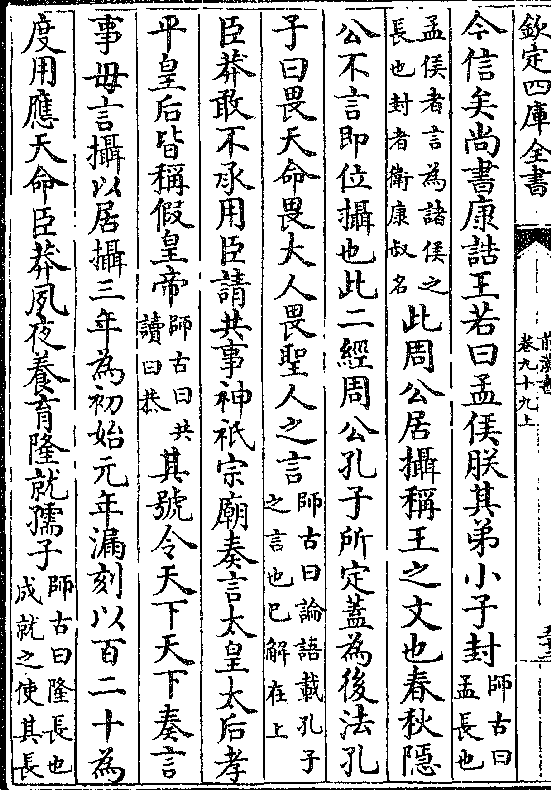 欽定四庫全書
前漢書
卷九十九上
今信矣尚書康誥王若曰孟侯朕其弟小子封師古曰孟長也
孟侯者言為諸侯之長也封者衛康叔名此周公居攝稱王之文也春秋隱
公不言即位攝也此二經周公孔子所定蓋為後法孔
子曰畏天命畏大人畏聖人之言師古曰論語載孔子之言也已解在上
臣莽敢不承用臣請共事神祇宗廟奏言太皇太后孝
平皇后皆稱假皇帝師古曰共讀曰恭其號令天下天下奏言
事毋言攝以居攝三年為初始元年漏刻以百二十為
度用應天命臣莽夙夜養育隆就孺子師古曰隆長也成就之使其長